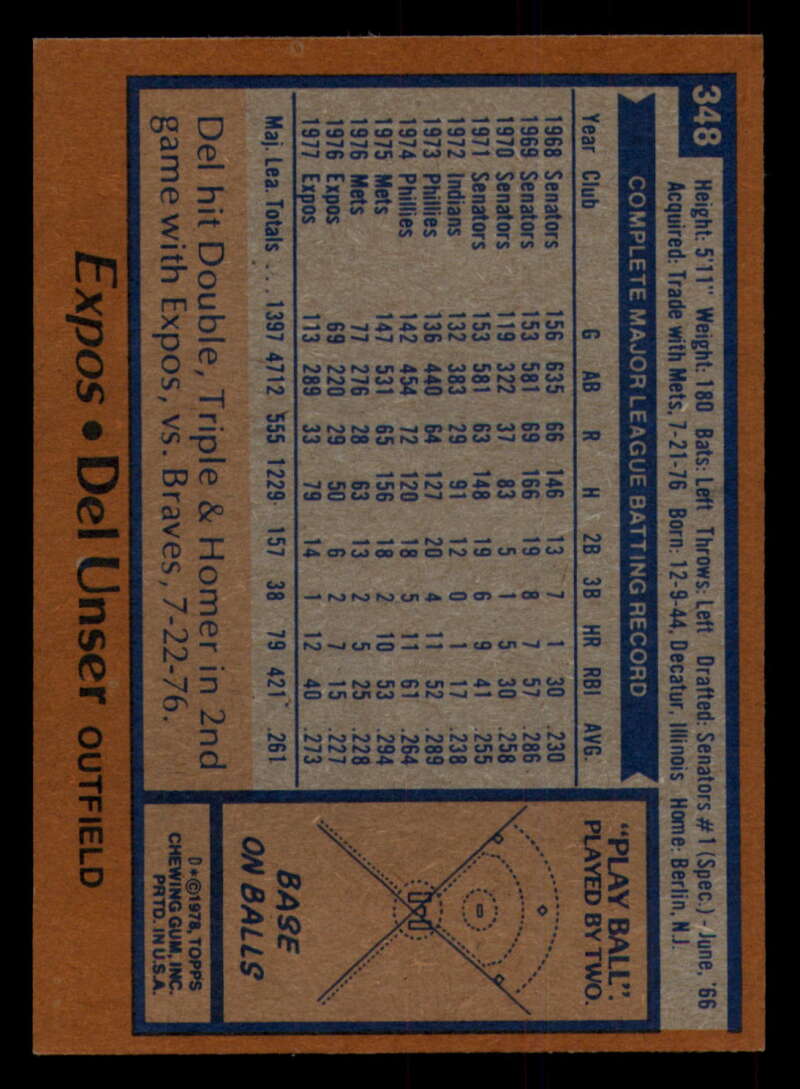 348
Height: 5'11" Weight: 180 Bats: Left Throws: Left Drafted: Senators #1 (Spec.) - June, '66
Acquired: Trade with Mets, 7-21-76 Born: 12-9-44, Decatur, Illinois Home: Berlin, N.J.
COMPLETE MAJOR LEAGUE BATTING RECORD
Year Club G AB R H 2B 3B HR RBI AVG.
1968 Senators 156 635 66 146 13 7 1 30 .230
1969 Senators 153 581 69 166 19 8 7 57 .286
1970 Senators 119 322 37 83 5 1 5 30 .258
1971 Senators 153 581 63 148 19 6 9 41 .255
1972 Indians 132 383 29 91 12 0 1 17 .238
1973 Phillies 136 440 64 127 20 4 11 52 .289
1974 Phillies 142 454 72 120 18 5 11 61 .264
1975 Mets 147 531 65 156 18 2 10 53 .294
1976 Mets 77 276 28 63 13 2 5 25 .228
1976 Expos 69 220 29 50 6 2 7 15 .227
1977 Expos 113 289 33 79 14 1 12 40 .273
Maj. Lea. Totals ... 1397 4712 555 1229 157 38 79 421 .261
Del hit Double, Triple & Homer in 2nd
game with Expos, vs. Braves, 7-22-76.
"PLAY BALL":
PLAYED BY TWO.
BASE
ON BALLS
D*©1978, TOPPS
CHEWING GUM, INC.
PRTD. IN U.S.A.
Expos • Del Unser OUTFIELD